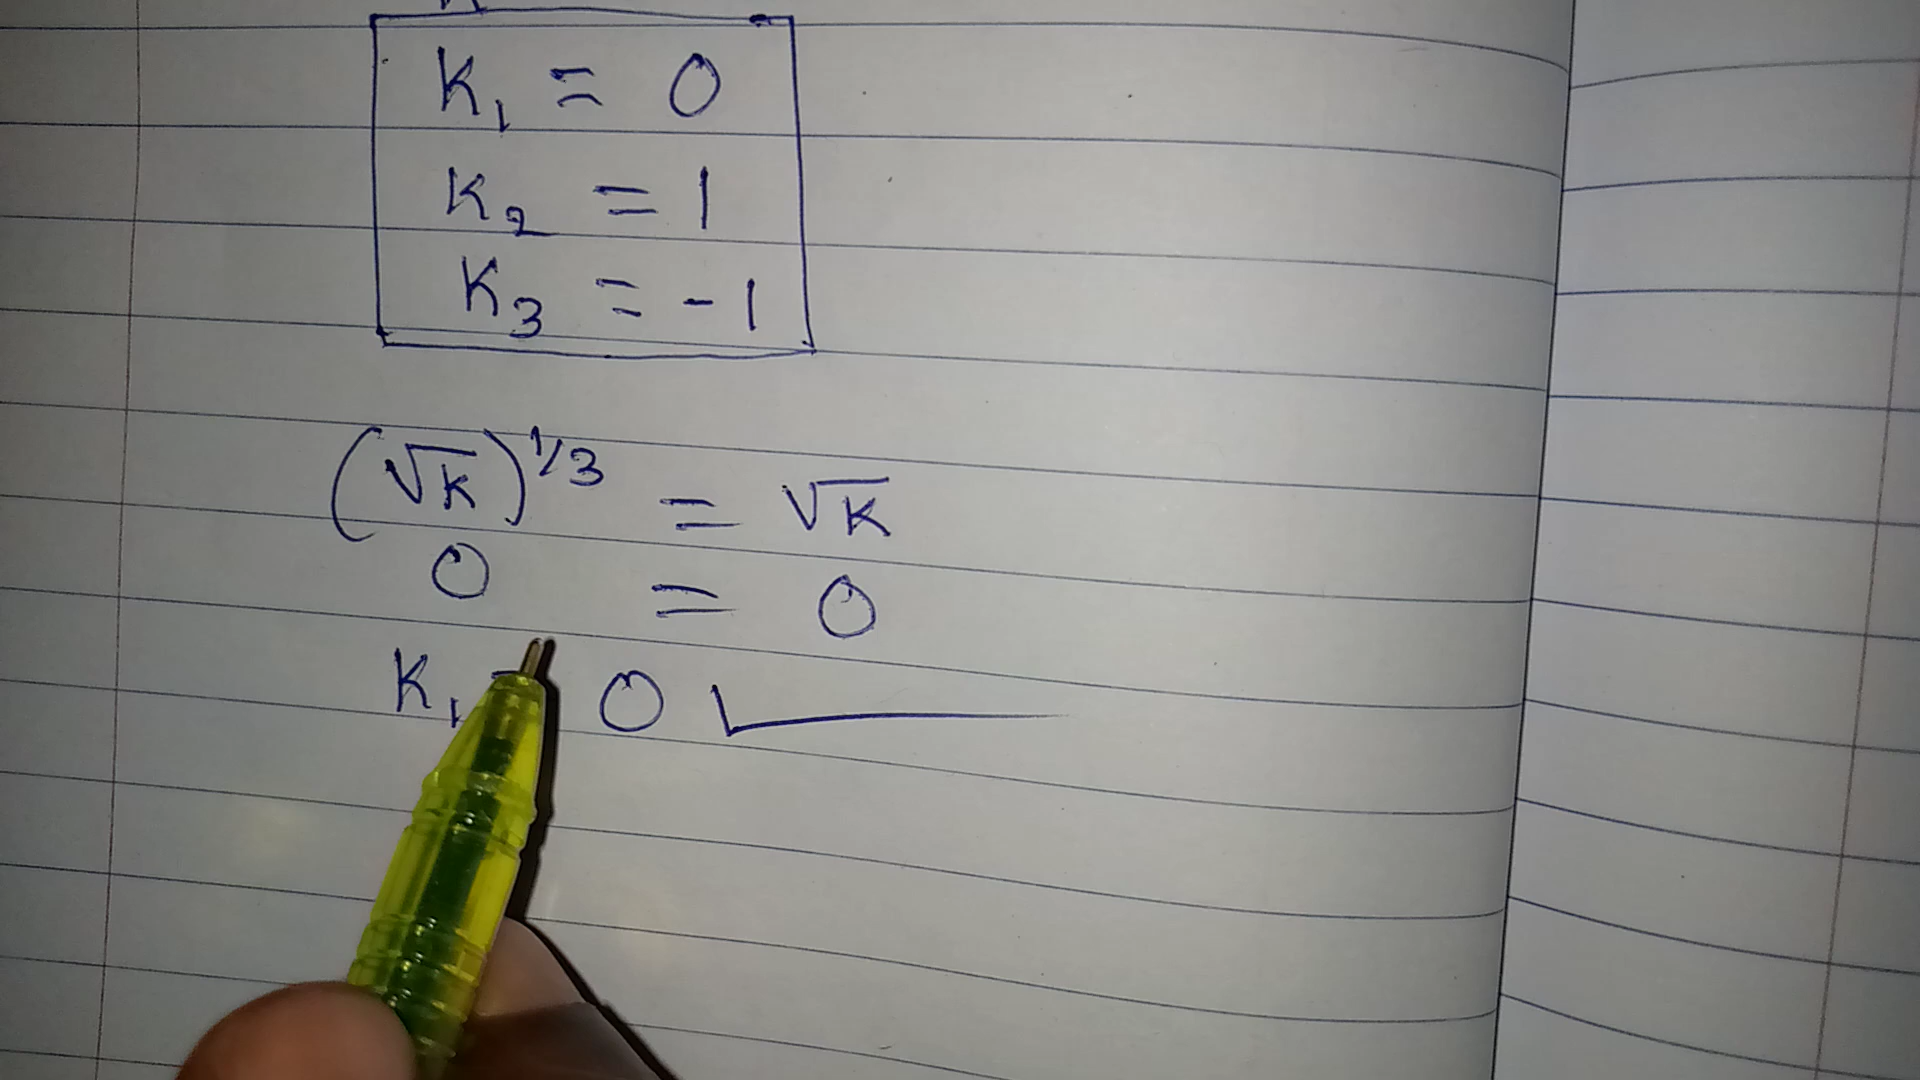 K₁ = 0
K₂ = 1
K₃ = -1
(√K)^1/3 = √K
0 = 0
K₁ = 0 ✓